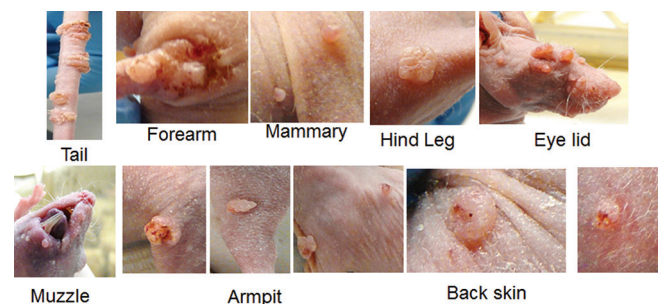 Tail
Forearm
Mammary
Hind Leg
Eye lid
Muzzle
Armpit
Back skin